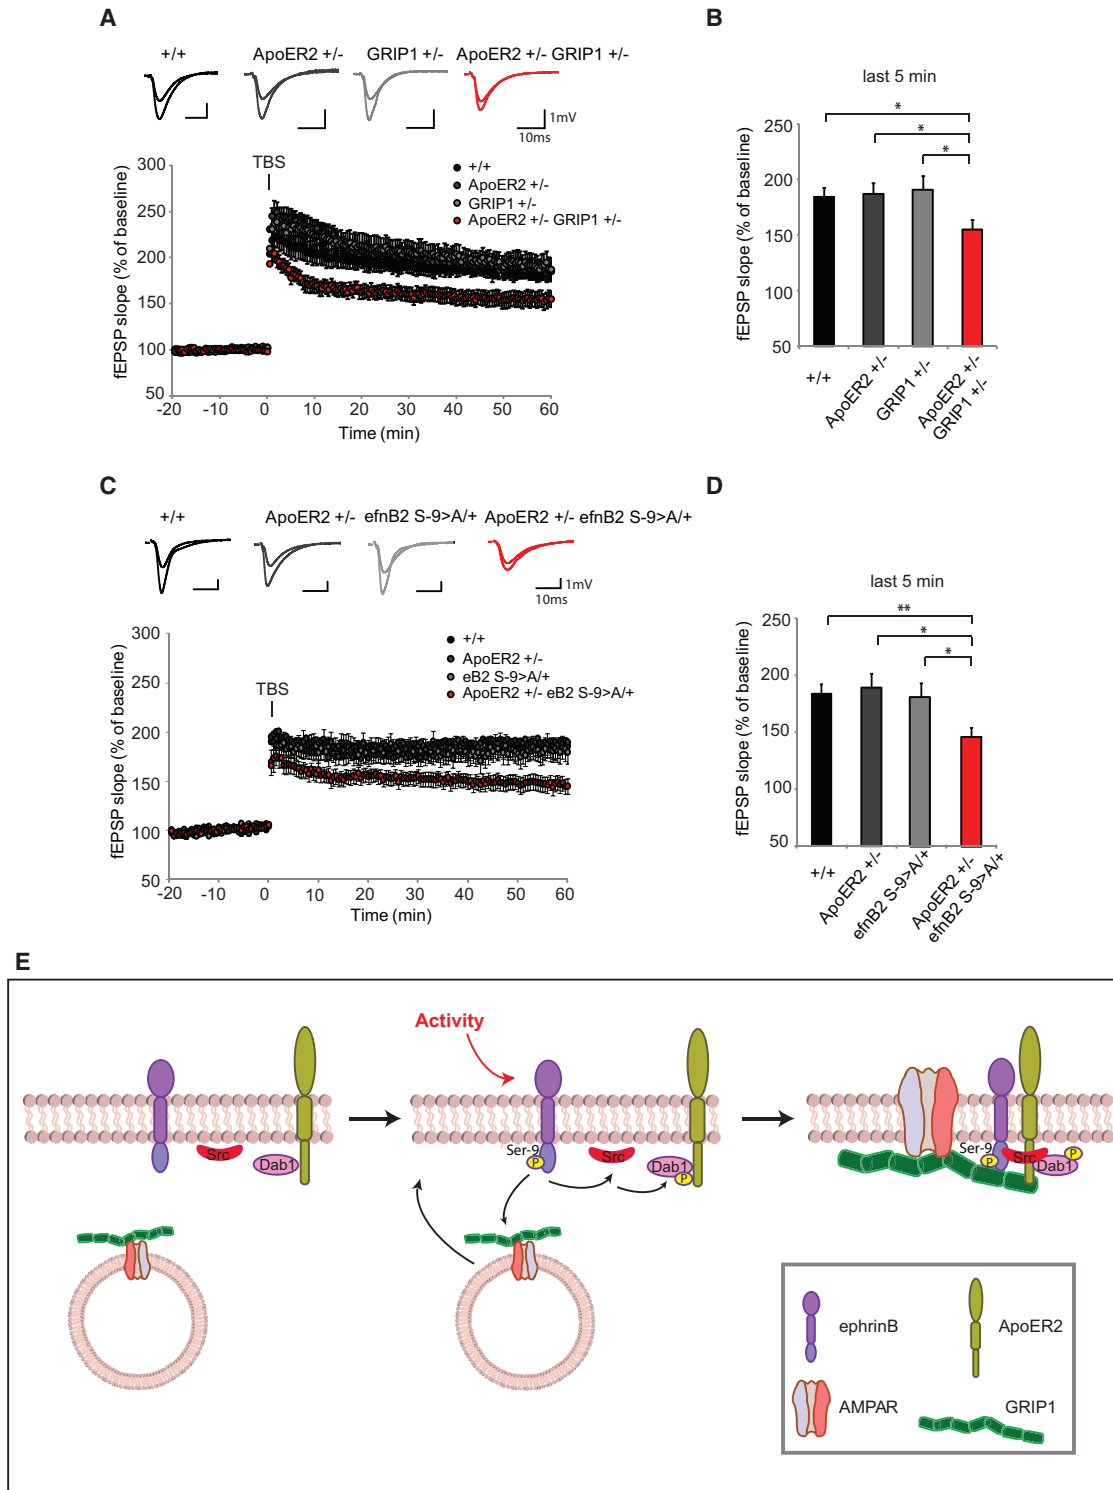 A
+/+ ApoER2 +/- GRIP1 +/- ApoER2 +/- GRIP1 +/-
1mV
10ms
TBS
+/+
ApoER2 +/-
GRIP1 +/-
ApoER2 +/- GRIP1 +/-
fEPSP slope (% of baseline)
300
250
200
150
100
50
-20 -10 0 10 20 30 40 50 60
Time (min)
B
last 5 min
*
*
*
fEPSP slope (% of baseline)
250
200
150
100
50
+/+
ApoER2 +/-
GRIP1 +/-
ApoER2 +/-
GRIP1 +/-
C
+/+ ApoER2 +/- efnB2 S-9>A/+ ApoER2 +/- efnB2 S-9>A/+
1mV
10ms
TBS
+/+
ApoER2 +/-
eB2 S-9>A/+
ApoER2 +/- eB2 S-9>A/+
fEPSP slope (% of baseline)
300
250
200
150
100
50
-20 -10 0 10 20 30 40 50 60
Time (min)
D
last 5 min
**
*
*
fEPSP slope (% of baseline)
250
200
150
100
50
+/+
ApoER2 +/-
efnB2 S-9>A/+
ApoER2 +/-
efnB2 S-9>A/+
E
Activity
Src
Dab1
Ser-9
P
Src
Dab1
P
Ser-9
P
Src
Dab1
P
ephrinB
ApoER2
AMPAR
GRIP1